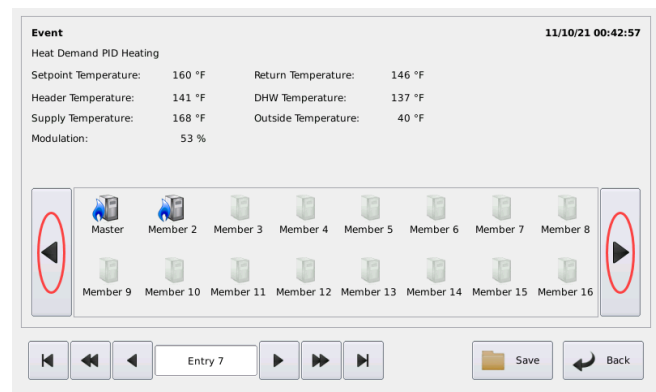 Event 11/10/21 00:42:57
Heat Demand PID Heating
Setpoint Temperature: 160 °F Return Temperature: 146 °F
Header Temperature: 141 °F DHW Temperature: 137 °F
Supply Temperature: 168 °F Outside Temperature: 40 °F
Modulation: 53 %
Master Member 2 Member 3 Member 4 Member 5 Member 6 Member 7 Member 8
Member 9 Member 10 Member 11 Member 12 Member 13 Member 14 Member 15 Member 16
Entry 7 Save Back